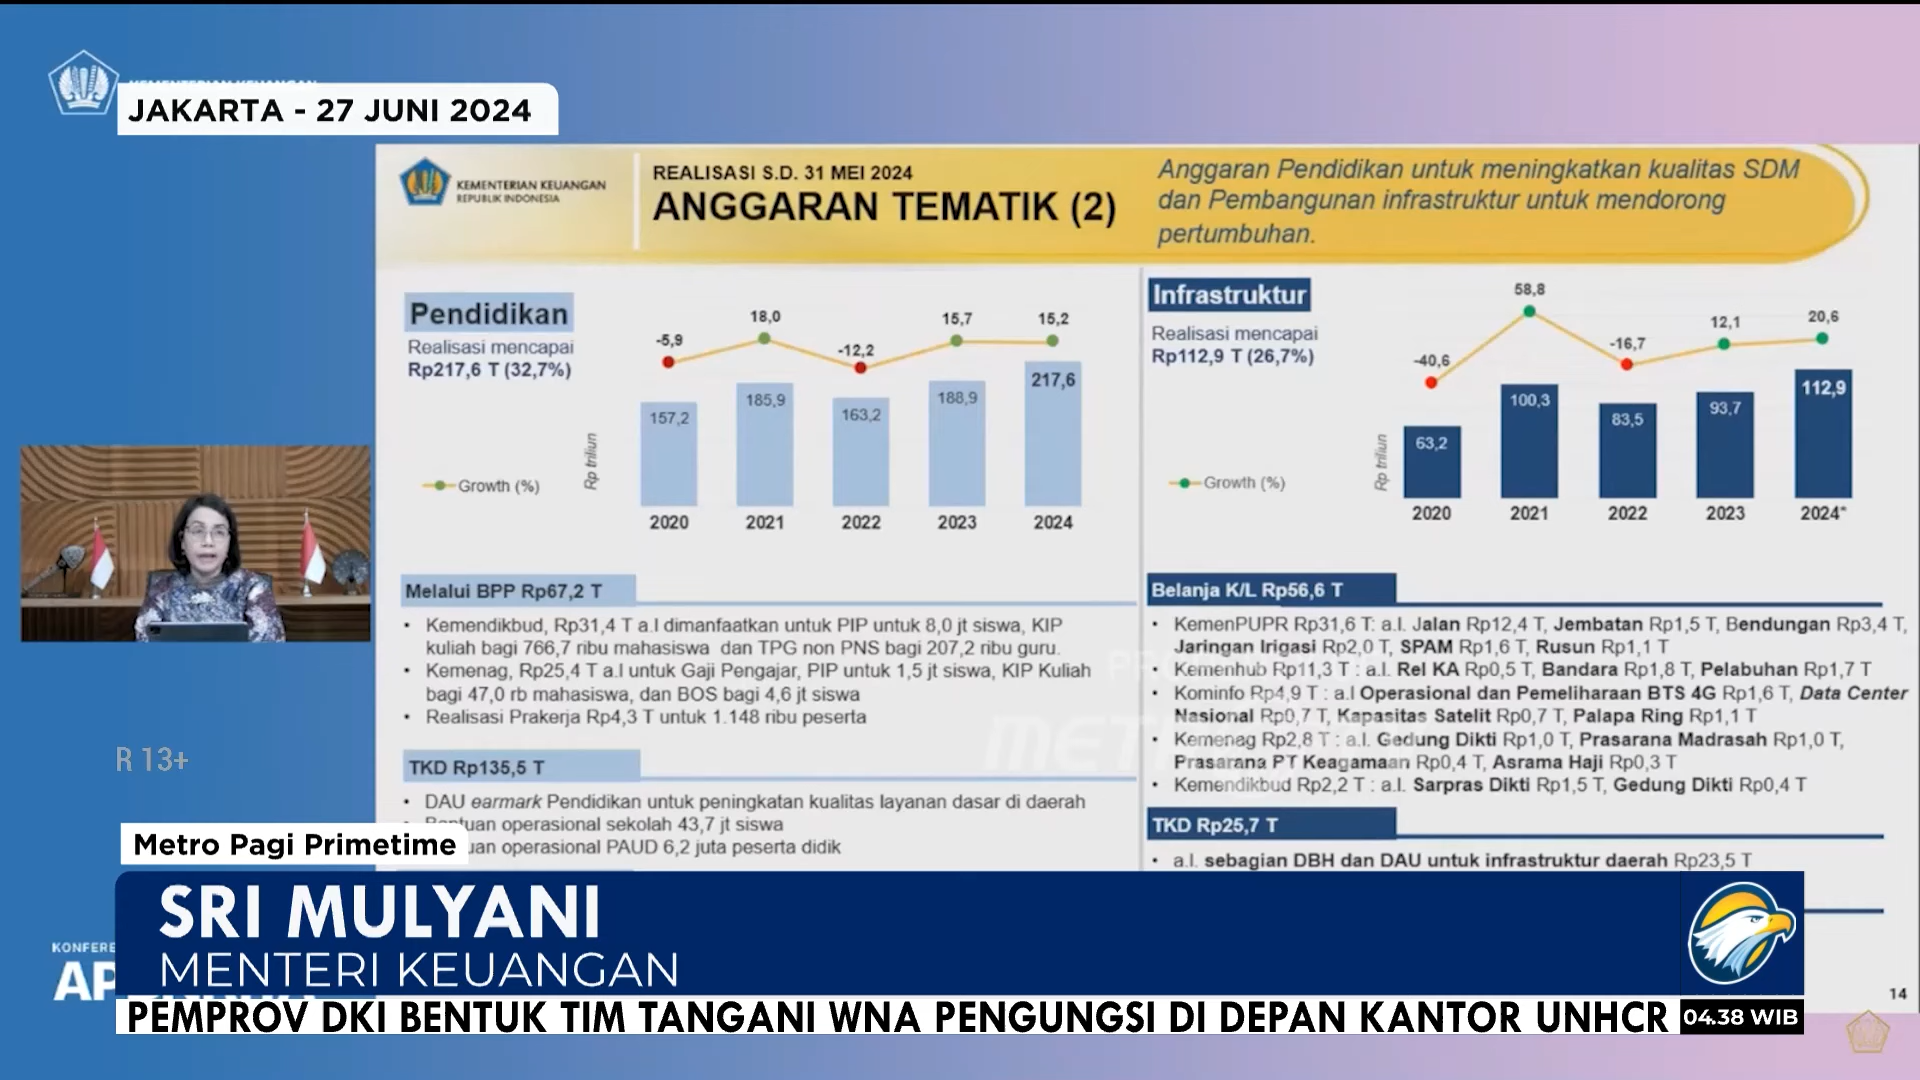 KEMENTERIAN KEUANGAN
JAKARTA - 27 JUNI 2024
KEMENTERIAN KEUANGAN
REPUBLIK INDONESIA
REALISASI S.D. 31 MEI 2024
ANGGARAN TEMATIK (2)
Anggaran Pendidikan untuk meningkatkan kualitas SDM
dan Pembangunan infrastruktur untuk mendorong
pertumbuhan.
Pendidikan
Realisasi mencapai
Rp217,6 T (32,7%)
-5,9
18,0
-12,2
15,7
15,2
157,2
185,9
163,2
188,9
217,6
Rp triliun
Growth (%)
2020
2021
2022
2023
2024
Melalui BPP Rp67,2 T
• Kemendikbud, Rp31,4 T a.l dimanfaatkan untuk PIP untuk 8,0 jt siswa, KIP
kuliah bagi 766,7 ribu mahasiswa dan TPG non PNS bagi 207,2 ribu guru.
• Kemenag, Rp25,4 T a.l untuk Gaji Pengajar, PIP untuk 1,5 jt siswa, KIP Kuliah
bagi 47,0 rb mahasiswa, dan BOS bagi 4,6 jt siswa
• Realisasi Prakerja Rp4,3 T untuk 1.148 ribu peserta
TKD Rp135,5 T
• DAU earmark Pendidikan untuk peningkatan kualitas layanan dasar di daerah
operasional sekolah 43,7 jt siswa
operasional PAUD 6,2 juta peserta didik
Infrastruktur
Realisasi mencapai
Rp112,9 T (26,7%)
-40,6
58,8
-16,7
12,1
20,6
63,2
100,3
83,5
93,7
112,9
Rp triliun
Growth (%)
2020
2021
2022
2023
2024*
Belanja K/L Rp56,6 T
• KemenPUPR Rp31,6 T: a.l. Jalan Rp12,4 T, Jembatan Rp1,5 T, Bendungan Rp3,4 T,
Jaringan Irigasi Rp2,0 T, SPAM Rp1,6 T, Rusun Rp1,1 T
• Kemenhub Rp11,3 T : a.l. Rel KA Rp0,5 T, Bandara Rp1,8 T, Pelabuhan Rp1,7 T
• Kominfo Rp4,9 T : a.l Operasional dan Pemeliharaan BTS 4G Rp1,6 T, Data Center
Nasional Rp0,7 T, Kapasitas Satelit Rp0,7 T, Palapa Ring Rp1,1 T
• Kemenag Rp2,8 T : a.l. Gedung Dikti Rp1,0 T, Prasarana Madrasah Rp1,0 T,
Prasarana PT Keagamaan Rp0,4 T, Asrama Haji Rp0,3 T
• Kemendikbud Rp2,2 T : a.l. Sarpras Dikti Rp1,5 T, Gedung Dikti Rp0,4 T
TKD Rp25,7 T
• a.l. sebagian DBH dan DAU untuk infrastruktur daerah Rp23,5 T
14
R 13+
Metro Pagi Primetime
SRI MULYANI
MENTERI KEUANGAN
PEMPROV DKI BENTUK TIM TANGANI WNA PENGUNGSI DI DEPAN KANTOR UNHCR
04.38 WIB